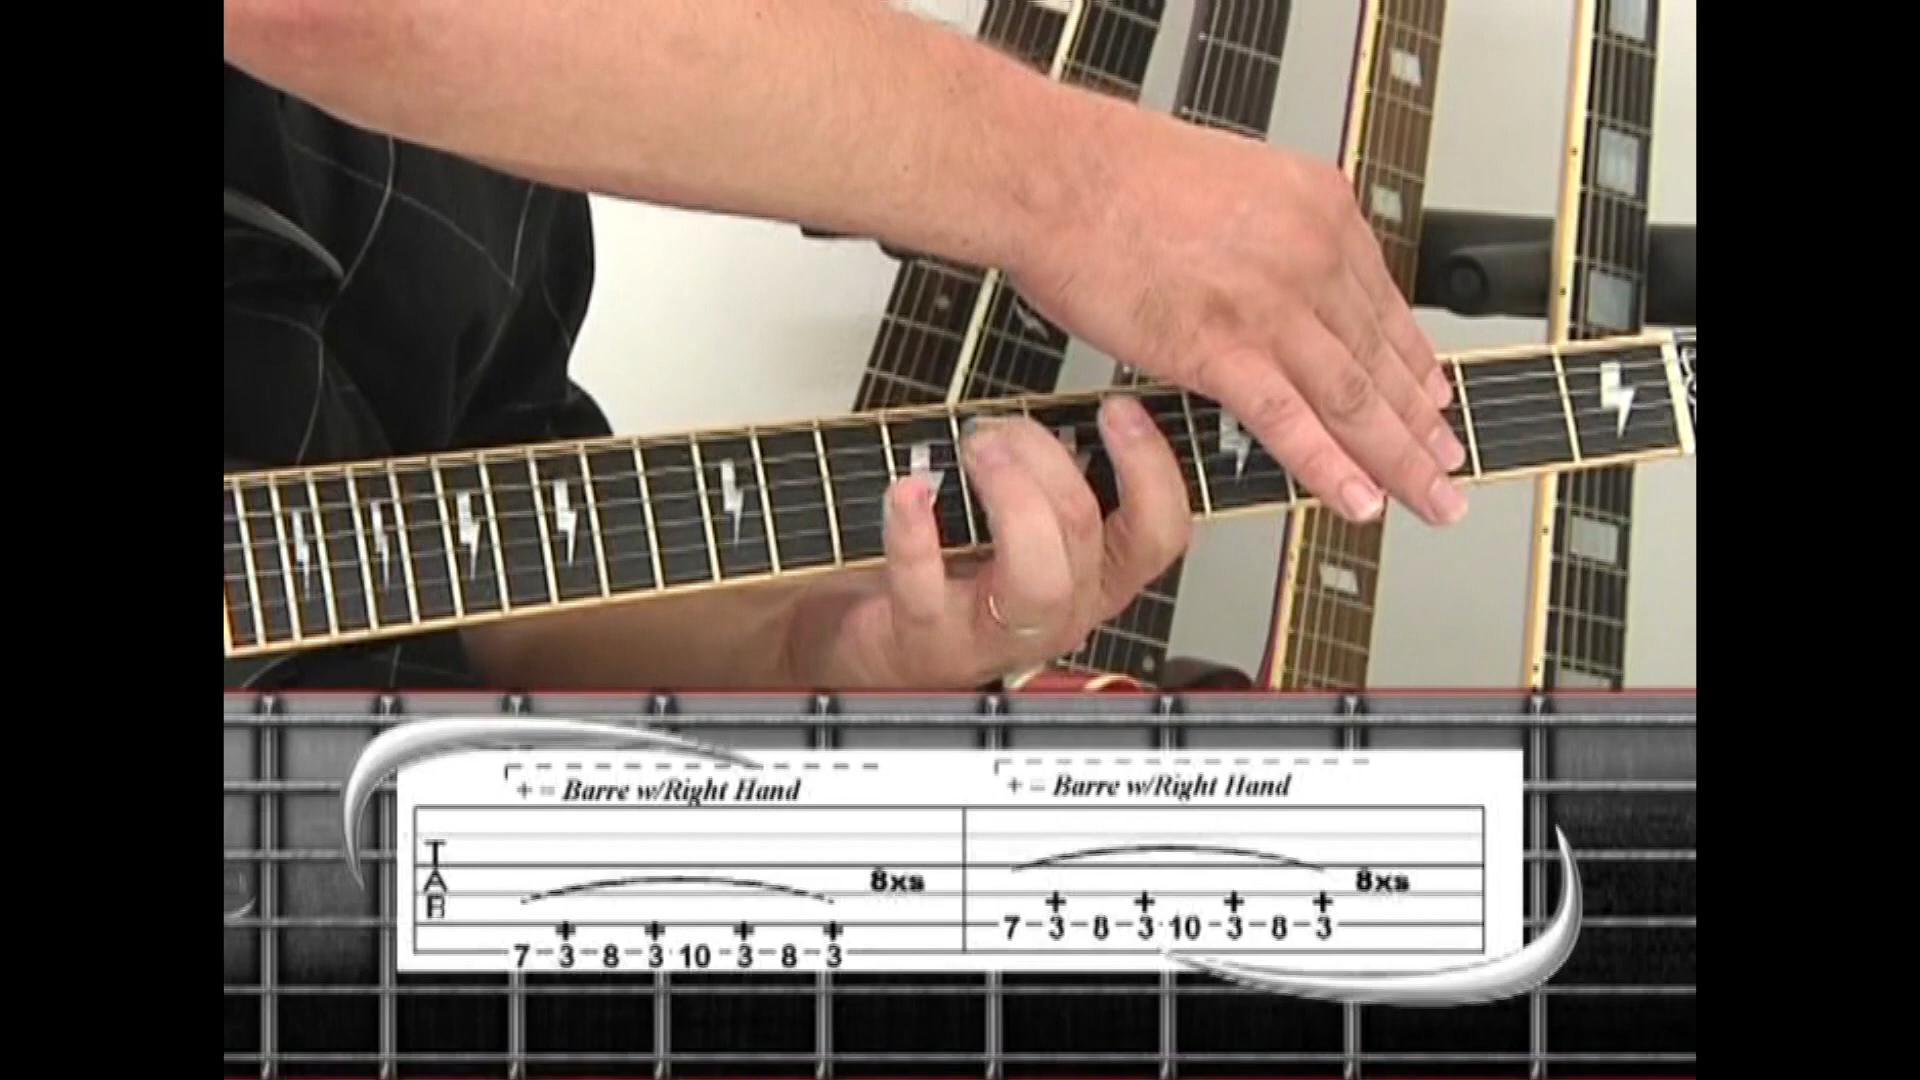 + = Barre w/Right Hand
+ = Barre w/Right Hand
T
A
B
8xs
8xs
+ + + +
7 3 8 3 10 3 8 3
+ + + +
7 3 8 3 10 3 8 3